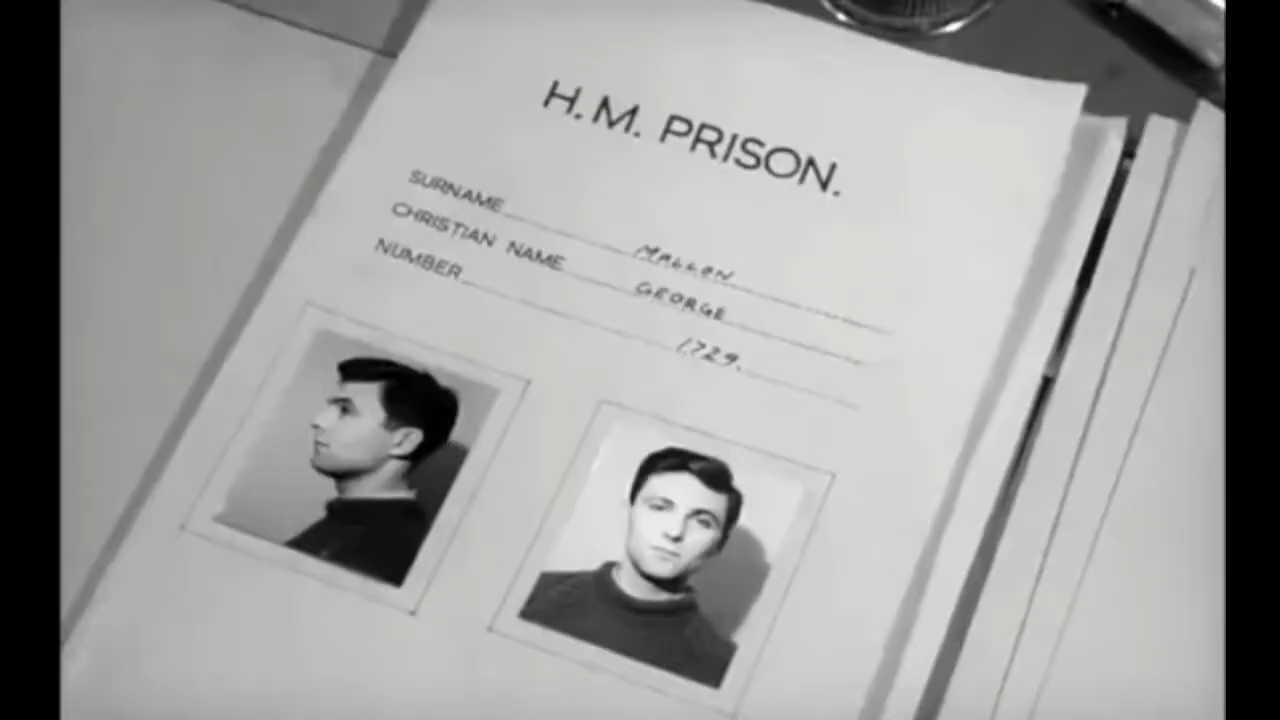 H.M. PRISON.
SURNAME MALLON
CHRISTIAN NAME GEORGE
NUMBER 1729.